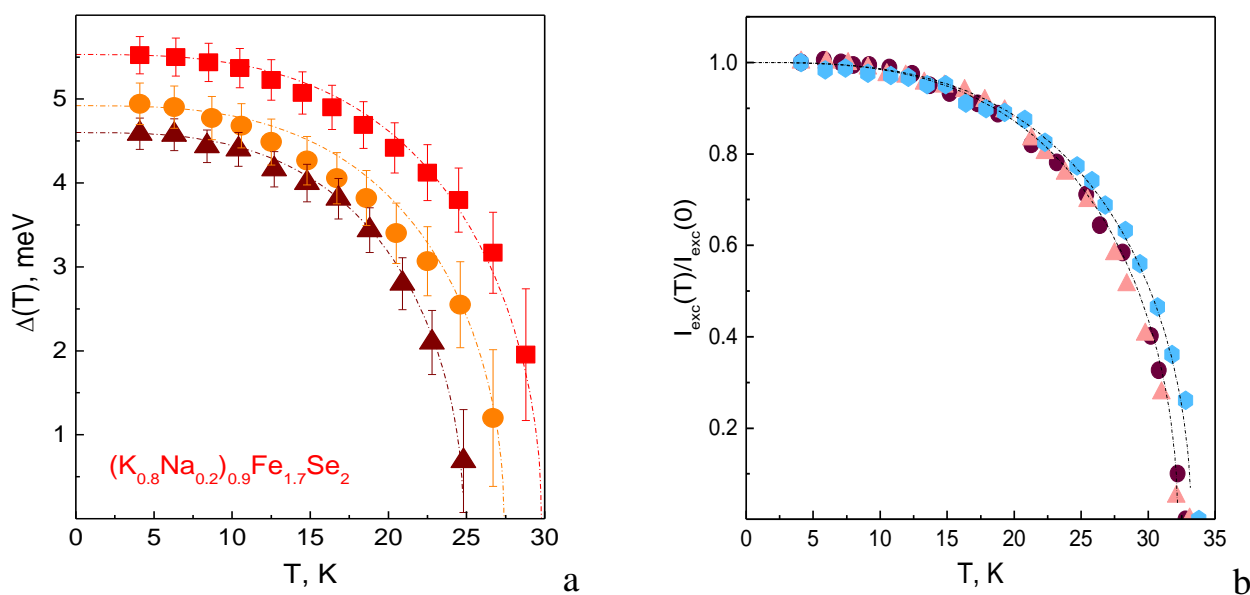 Δ(T), meV
5
4
3
2
1
(K0.8Na0.2)0.9Fe1.7Se2
0 5 10 15 20 25 30
T, K
a
Iexc(T)/Iexc(0)
1.0
0.8
0.6
0.4
0.2
0 5 10 15 20 25 30 35
T, K
b